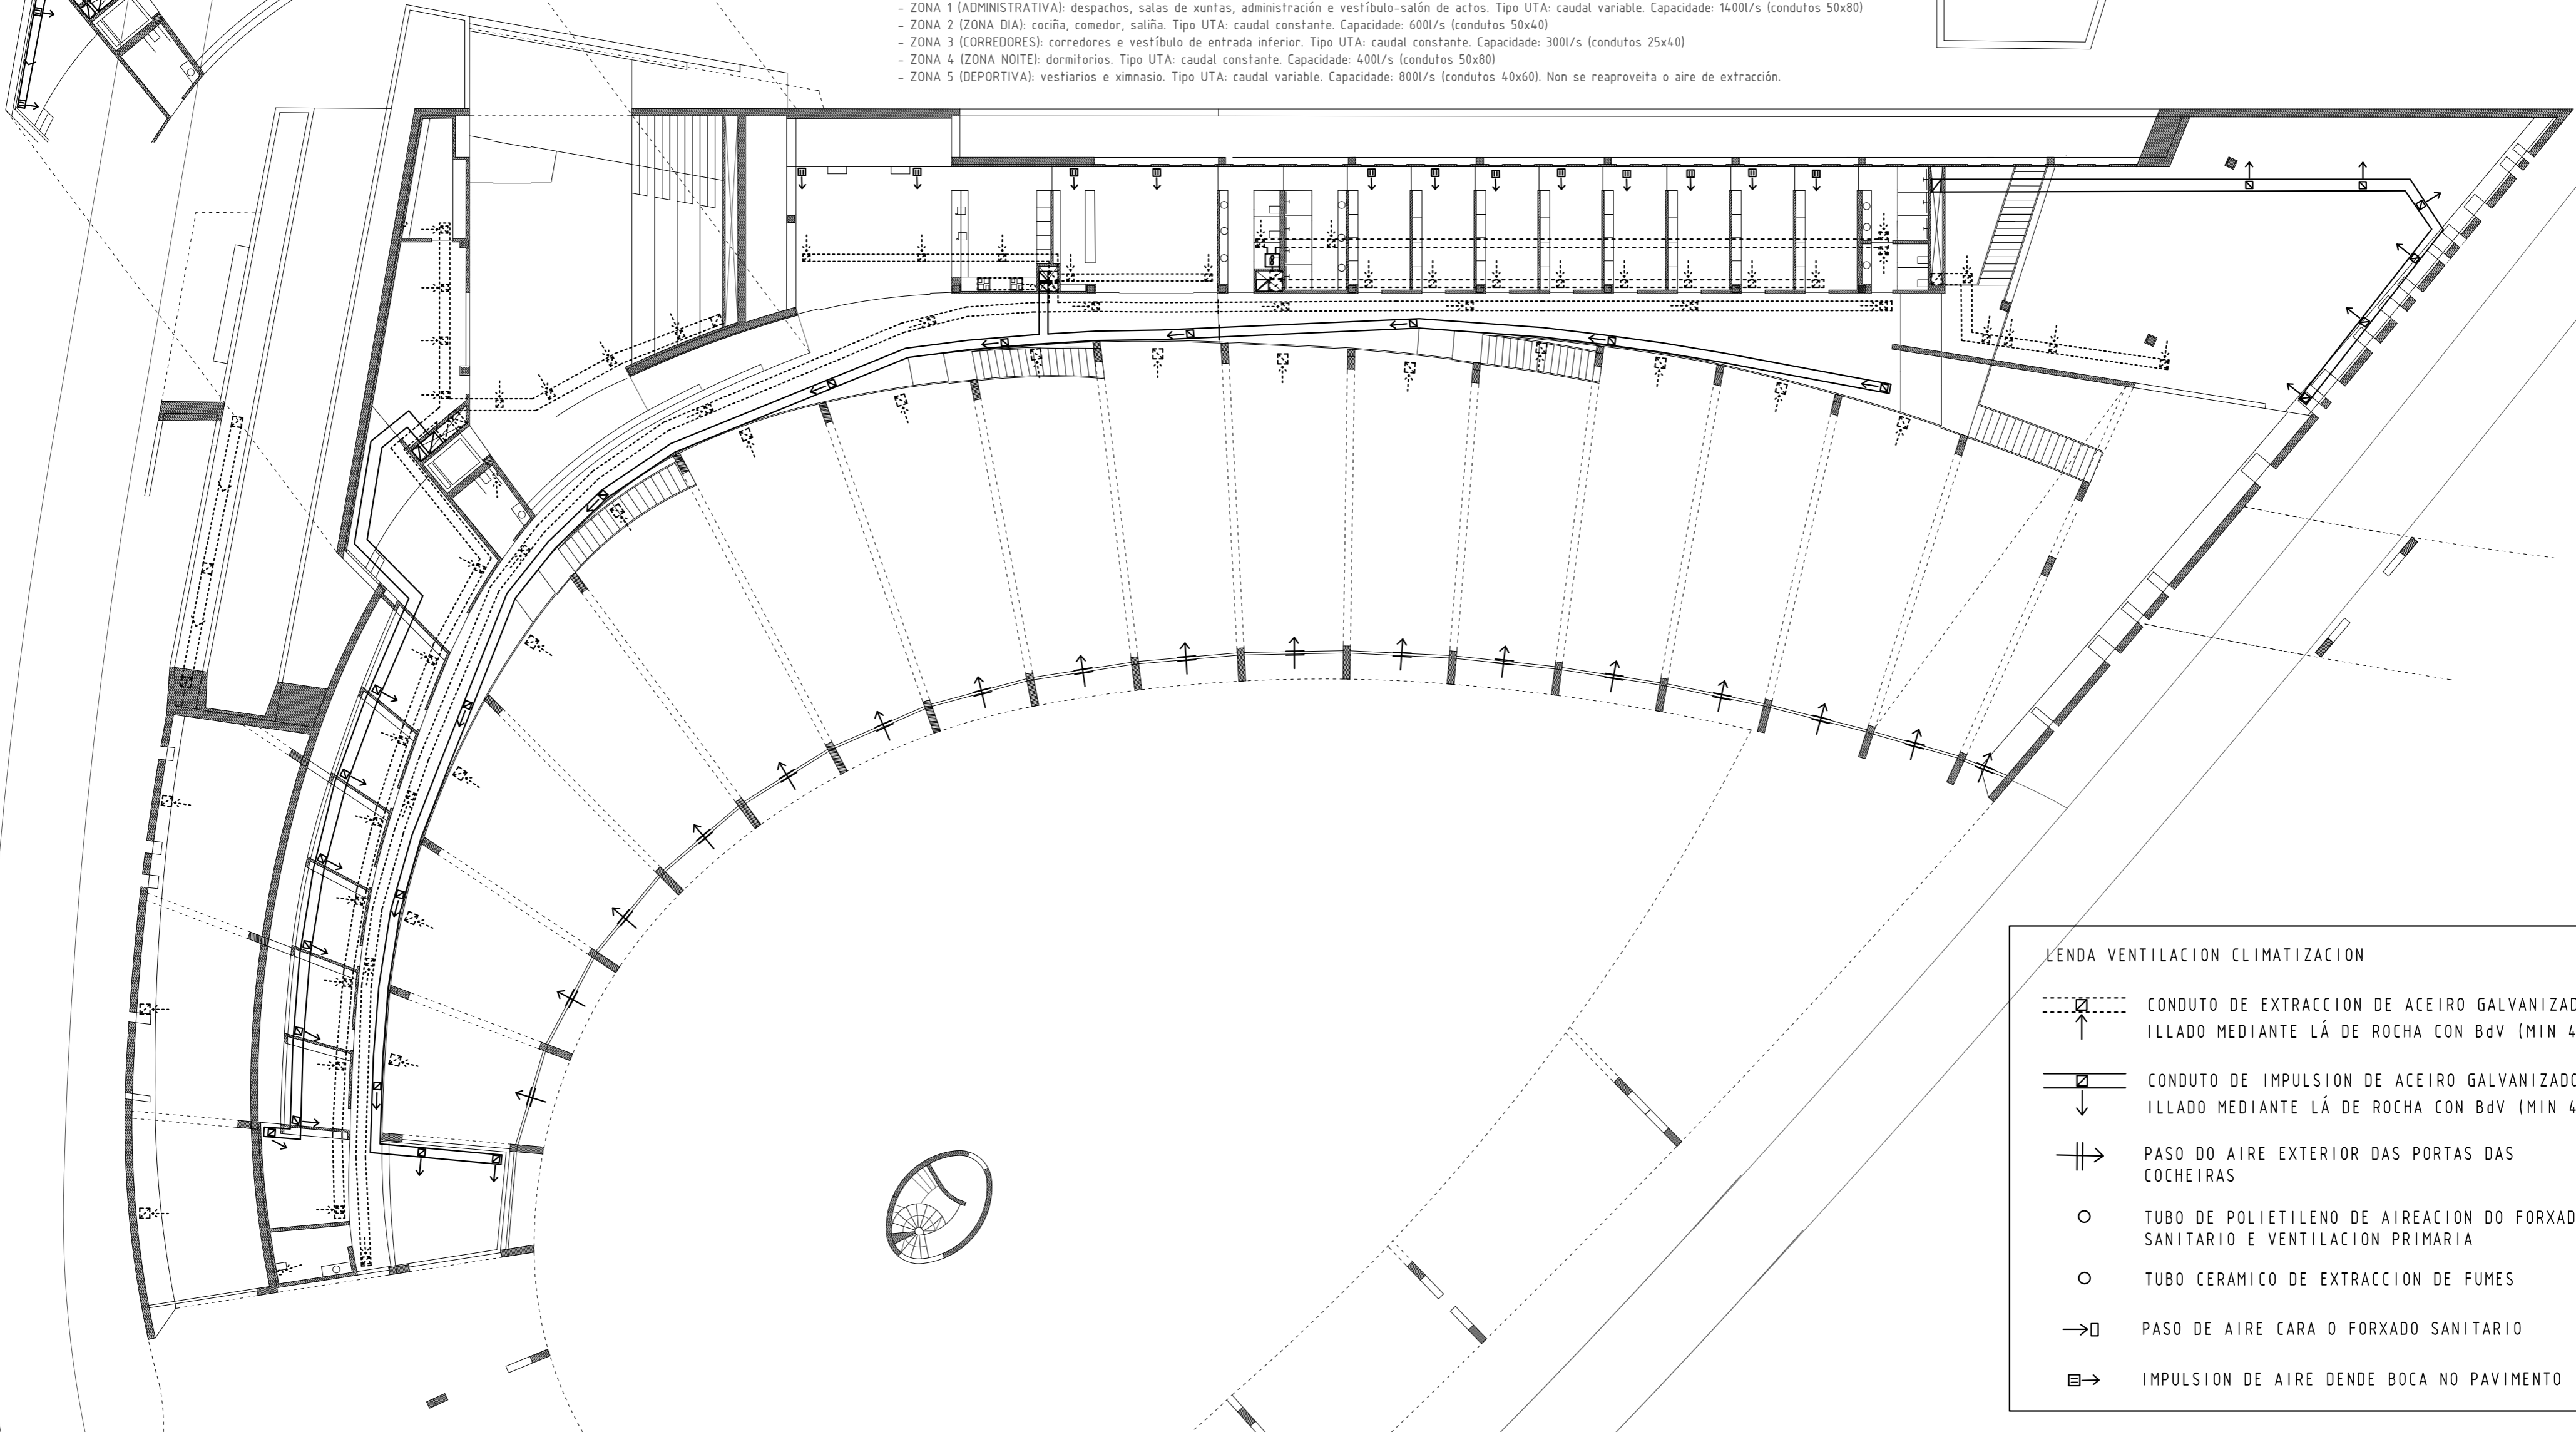 - ZONA 1 (ADMINISTRATIVA): despachos, salas de xuntas, administración e vestíbulo-salón de actos. Tipo UTA: caudal variable. Capacidade: 1400l/s (condutos 50x80)
- ZONA 2 (ZONA DIA): cociña, comedor, saliña. Tipo UTA: caudal constante. Capacidade: 600l/s (condutos 50x40)
- ZONA 3 (CORREDORES): corredores e vestíbulo de entrada inferior. Tipo UTA: caudal constante. Capacidade: 300l/s (condutos 25x40)
- ZONA 4 (ZONA NOITE): dormitorios. Tipo UTA: caudal constante. Capacidade: 400l/s (condutos 50x80)
- ZONA 5 (DEPORTIVA): vestiarios e ximnasio. Tipo UTA: caudal variable. Capacidade: 800l/s (condutos 40x60). Non se reaproveita o aire de extracción.
LENDA VENTILACION CLIMATIZACION
CONDUTO DE EXTRACCION DE ACEIRO GALVANIZAD
ILLADO MEDIANTE LÁ DE ROCHA CON BdV (MIN 4
CONDUTO DE IMPULSION DE ACEIRO GALVANIZADO
ILLADO MEDIANTE LÁ DE ROCHA CON BdV (MIN 4
PASO DO AIRE EXTERIOR DAS PORTAS DAS
COCHEIRAS
TUBO DE POLIETILENO DE AIREACION DO FORXAD
SANITARIO E VENTILACION PRIMARIA
TUBO CERAMICO DE EXTRACCION DE FUMES
PASO DE AIRE CARA O FORXADO SANITARIO
IMPULSION DE AIRE DENDE BOCA NO PAVIMENTO